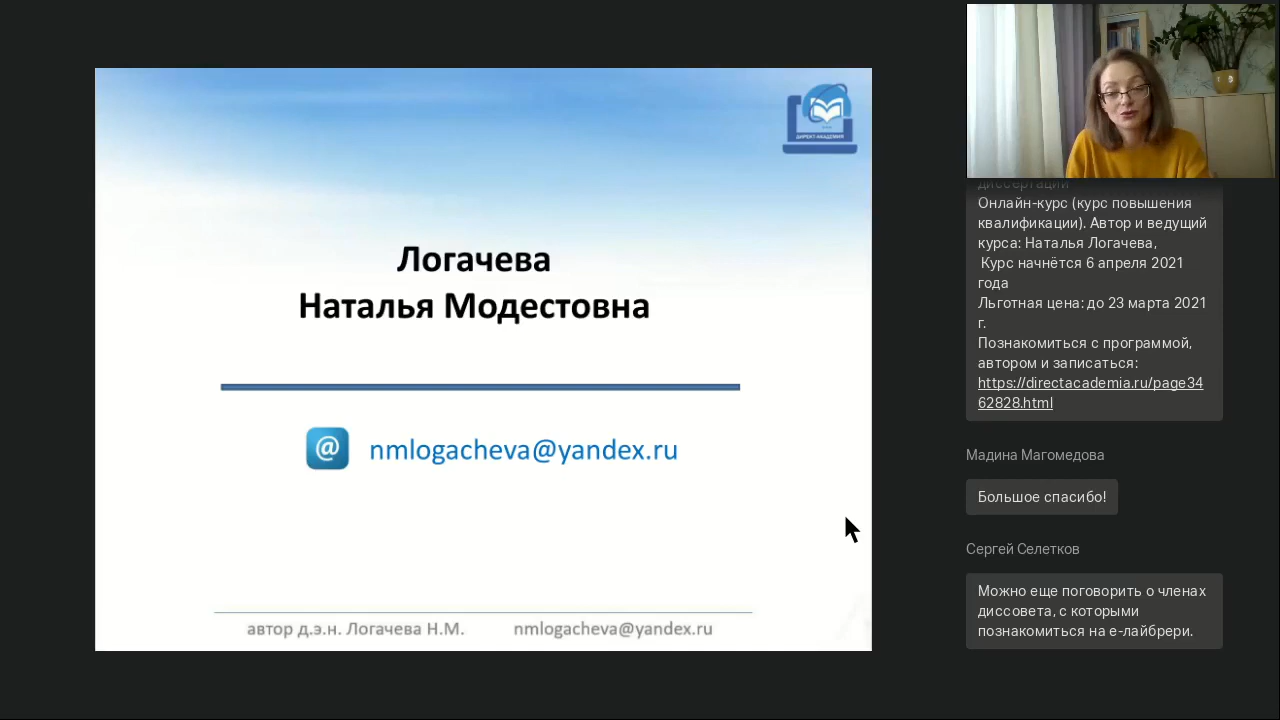 ДИРЕКТ-АКАДЕМИЯ
Логачева
Наталья Модестовна
@ nmlogacheva@yandex.ru
автор д.э.н. Логачева Н.М. nmlogacheva@yandex.ru
диссертации
Онлайн-курс (курс повышения
квалификации). Автор и ведущий
курса: Наталья Логачева,
Курс начнётся 6 апреля 2021
года
Льготная цена: до 23 марта 2021
г.
Познакомиться с программой,
автором и записаться:
https://directacademia.ru/page34
62828.html
Мадина Магомедова
Большое спасибо!
Сергей Селетков
Можно еще поговорить о членах
диссовета, с которыми
познакомиться на е-лайбрери.